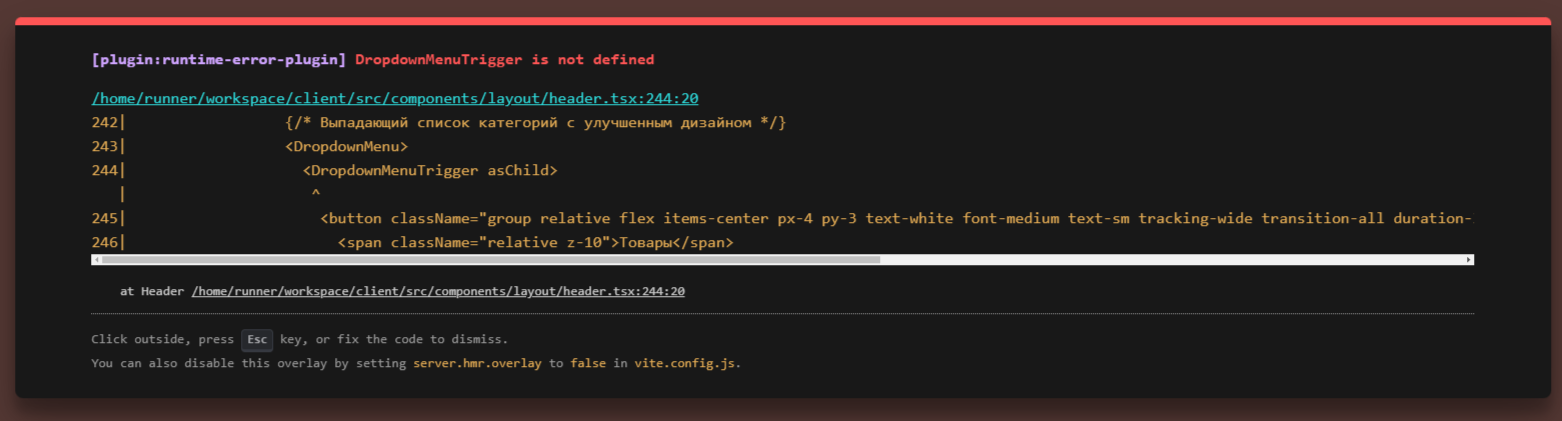 [plugin:runtime-error-plugin] DropdownMenuTrigger is not defined
/home/runner/workspace/client/src/components/layout/header.tsx:244:20
242|                  {/* Выпадающий список категорий с улучшенным дизайном */}
243|                  <DropdownMenu>
244|                    <DropdownMenuTrigger asChild>
   |                     ^
245|                      <button className="group relative flex items-center px-4 py-3 text-white font-medium text-sm tracking-wide transition-all duration-
246|                        <span className="relative z-10">Товары</span>
at Header /home/runner/workspace/client/src/components/layout/header.tsx:244:20
Click outside, press Esc key, or fix the code to dismiss.
You can also disable this overlay by setting server.hmr.overlay to false in vite.config.js.